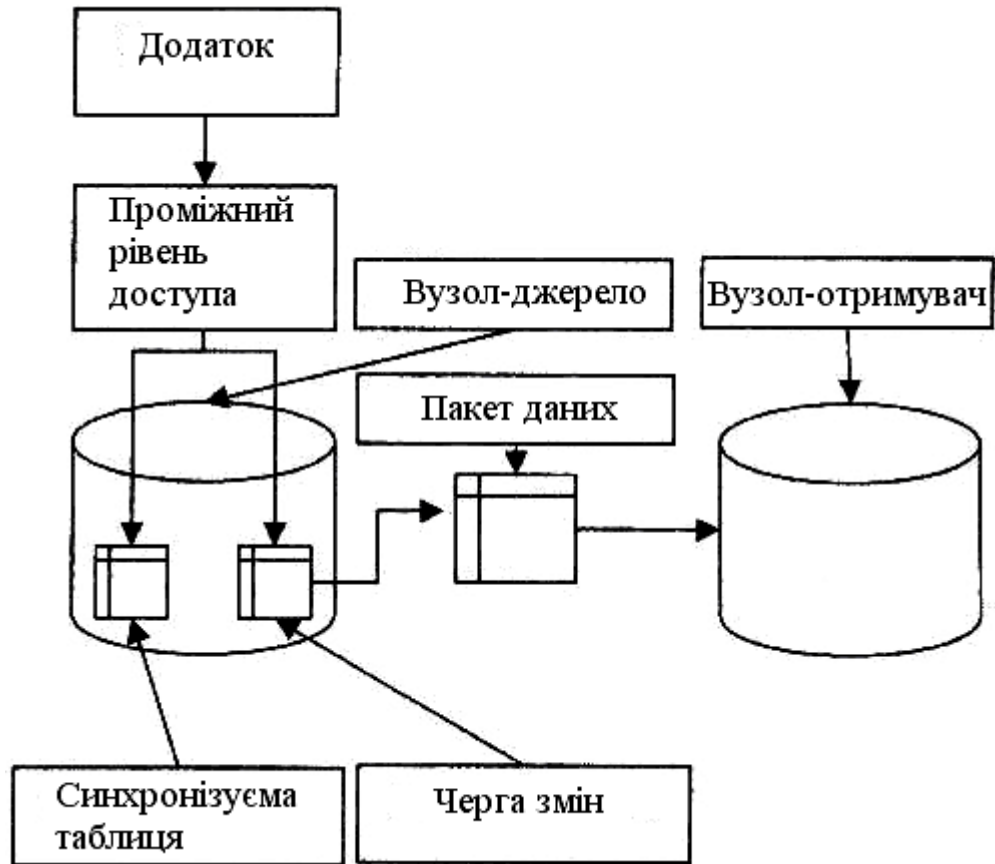 Додаток
Проміжний
рівень
доступа
Вузол-джерело
Вузол-отримувач
Пакет даних
Синхронізуєма
таблиця
Черга змін